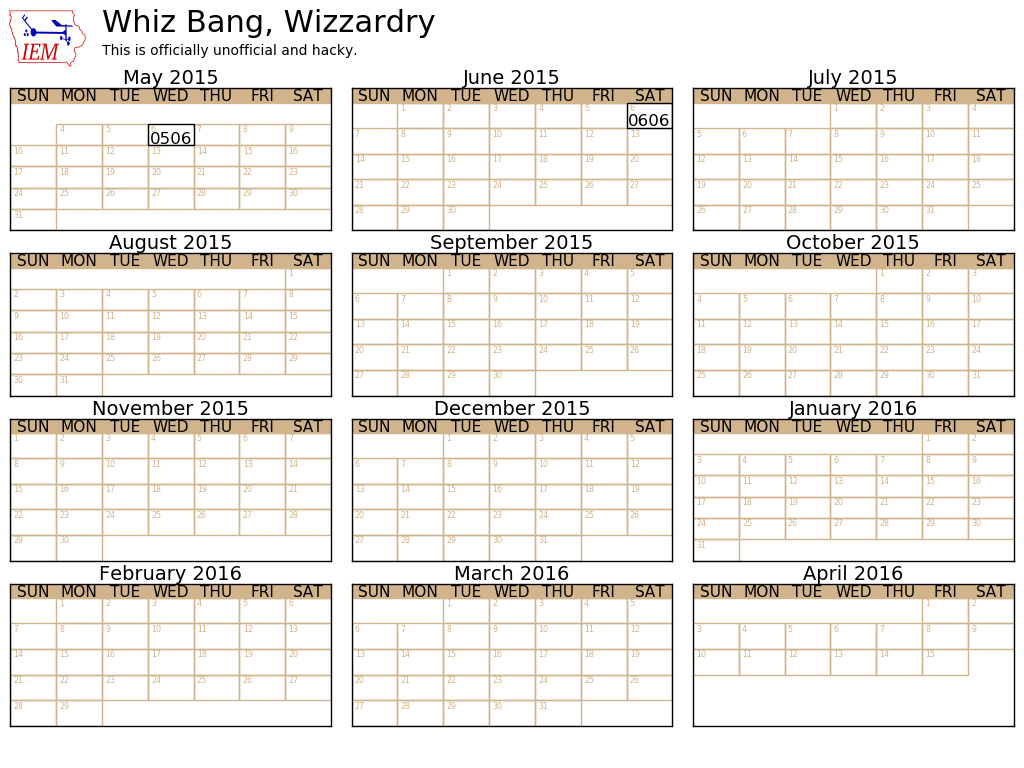 IEM
Whiz Bang, Wizzardry
This is officially unofficial and hacky.
May 2015
SUN MON TUE WED THU FRI SAT
4 5 6 7 8 9
0506
10 11 12 13 14 15 16
17 18 19 20 21 22 23
24 25 26 27 28 29 30
31
June 2015
SUN MON TUE WED THU FRI SAT
1 2 3 4 5 6
0606
7 8 9 10 11 12 13
14 15 16 17 18 19 20
21 22 23 24 25 26 27
28 29 30
July 2015
SUN MON TUE WED THU FRI SAT
1 2 3 4
5 6 7 8 9 10 11
12 13 14 15 16 17 18
19 20 21 22 23 24 25
26 27 28 29 30 31
August 2015
SUN MON TUE WED THU FRI SAT
1
2 3 4 5 6 7 8
9 10 11 12 13 14 15
16 17 18 19 20 21 22
23 24 25 26 27 28 29
30 31
September 2015
SUN MON TUE WED THU FRI SAT
1 2 3 4 5
6 7 8 9 10 11 12
13 14 15 16 17 18 19
20 21 22 23 24 25 26
27 28 29 30
October 2015
SUN MON TUE WED THU FRI SAT
1 2 3
4 5 6 7 8 9 10
11 12 13 14 15 16 17
18 19 20 21 22 23 24
25 26 27 28 29 30 31
November 2015
SUN MON TUE WED THU FRI SAT
1 2 3 4 5 6 7
8 9 10 11 12 13 14
15 16 17 18 19 20 21
22 23 24 25 26 27 28
29 30
December 2015
SUN MON TUE WED THU FRI SAT
1 2 3 4 5
6 7 8 9 10 11 12
13 14 15 16 17 18 19
20 21 22 23 24 25 26
27 28 29 30 31
January 2016
SUN MON TUE WED THU FRI SAT
1 2
3 4 5 6 7 8 9
10 11 12 13 14 15 16
17 18 19 20 21 22 23
24 25 26 27 28 29 30
31
February 2016
SUN MON TUE WED THU FRI SAT
1 2 3 4 5 6
7 8 9 10 11 12 13
14 15 16 17 18 19 20
21 22 23 24 25 26 27
28 29
March 2016
SUN MON TUE WED THU FRI SAT
1 2 3 4 5
6 7 8 9 10 11 12
13 14 15 16 17 18 19
20 21 22 23 24 25 26
27 28 29 30 31
April 2016
SUN MON TUE WED THU FRI SAT
1 2
3 4 5 6 7 8 9
10 11 12 13 14 15